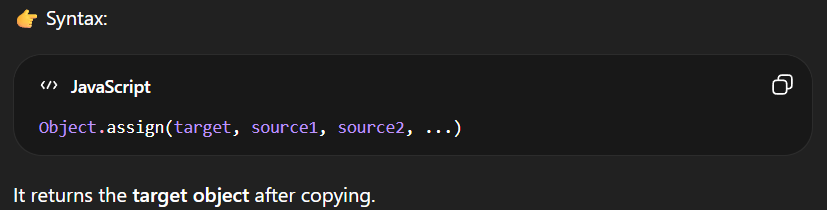 👉 Syntax:
JavaScript
Object.assign(target, source1, source2, ...)
It returns the target object after copying.